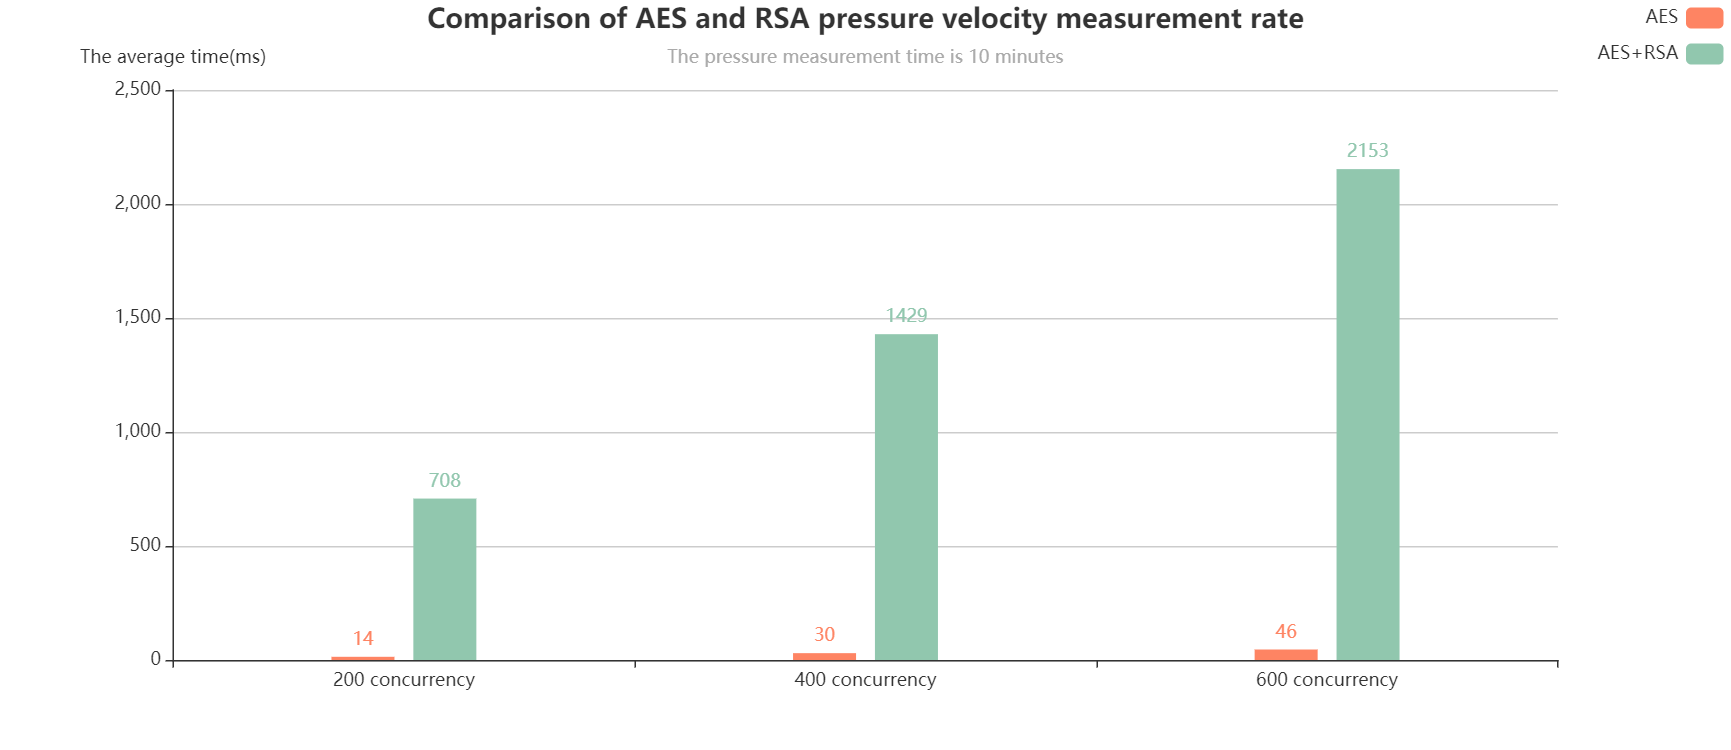 Comparison of AES and RSA pressure velocity measurement rate
The pressure measurement time is 10 minutes
AES
AES+RSA
The average time(ms)
2,500
2,000
1,500
1,000
500
0
14
708
30
1429
46
2153
200 concurrency
400 concurrency
600 concurrency